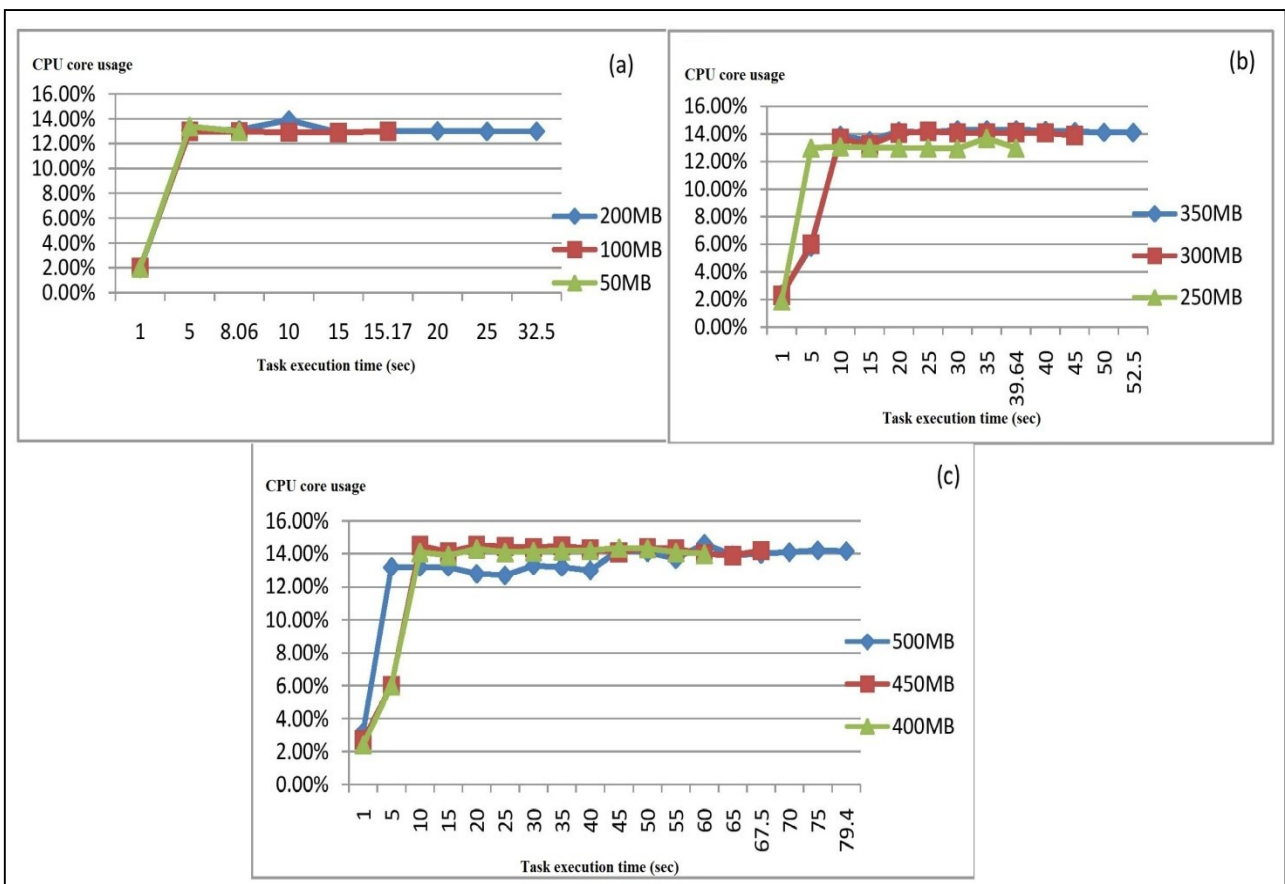 (a)
CPU core usage
16.00%
14.00%
12.00%
10.00%
8.00%
6.00%
4.00%
2.00%
0.00%
200MB
100MB
50MB
1 5 8.06 10 15 15.17 20 25 32.5
Task execution time (sec)
(b)
CPU core usage
16.00%
14.00%
12.00%
10.00%
8.00%
6.00%
4.00%
2.00%
0.00%
350MB
300MB
250MB
1 5 10 15 20 25 30 35 39.64 40 45 50 52.5
Task execution time (sec)
(c)
CPU core usage
16.00%
14.00%
12.00%
10.00%
8.00%
6.00%
4.00%
2.00%
0.00%
500MB
450MB
400MB
1 5 10 15 20 25 30 35 40 45 50 55 60 65 67.5 70 75 79.4
Task execution time (sec)